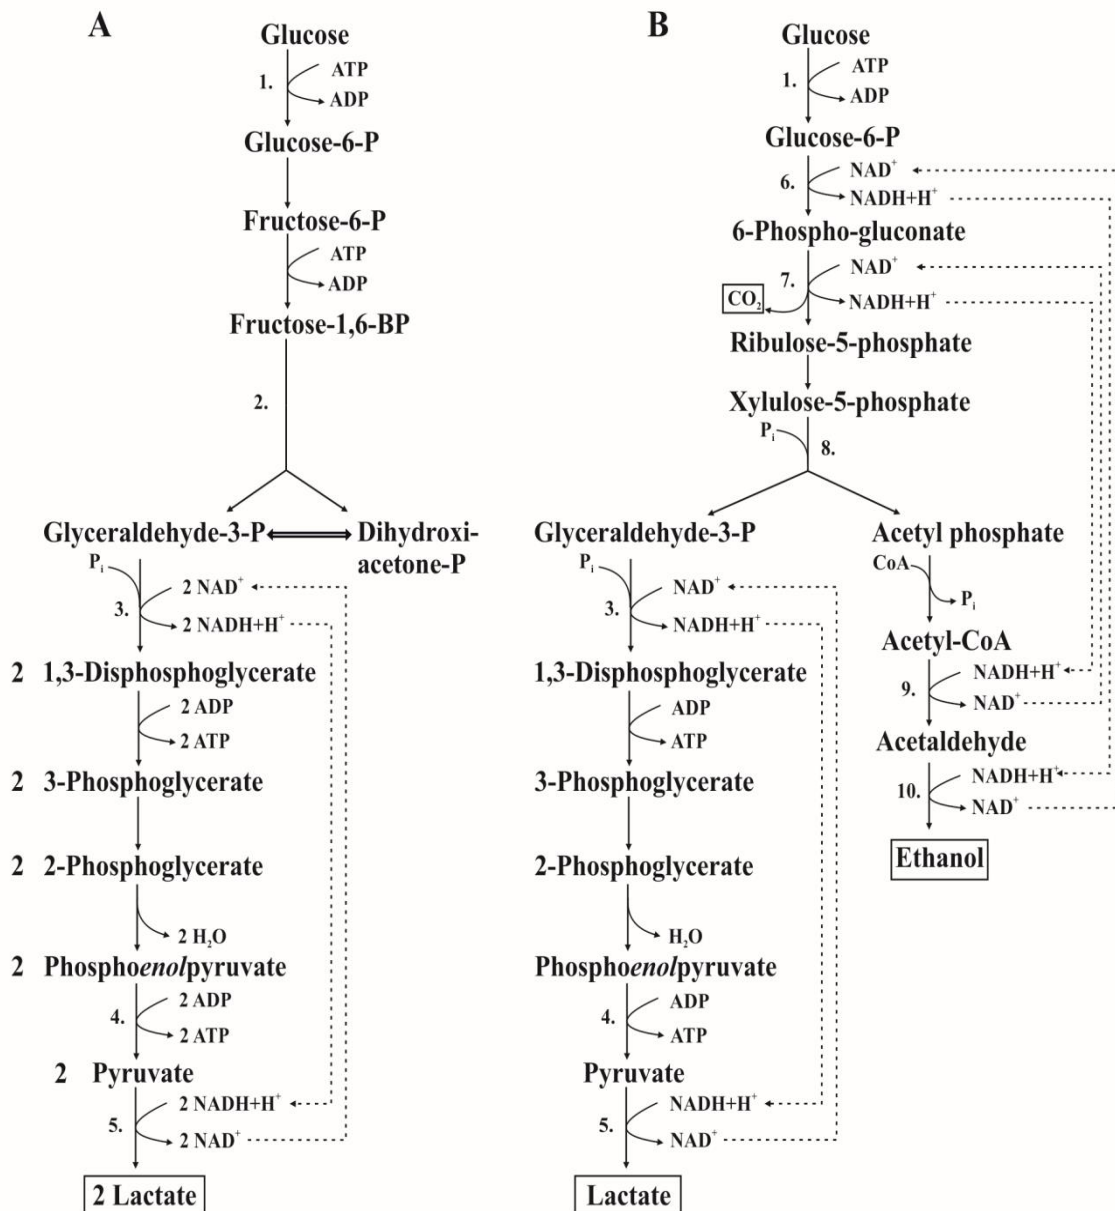 A
Glucose
1.
ATP
ADP
Glucose-6-P
Fructose-6-P
ATP
ADP
Fructose-1,6-BP
2.
Glyceraldehyde-3-P
Dihydroxi-
acetone-P
Pᵢ
2 NAD⁺
3.
2 NADH+H⁺
2 1,3-Disphosphoglycerate
2 ADP
2 ATP
2 3-Phosphoglycerate
2 2-Phosphoglycerate
2 H₂O
2 Phosphoenolpyruvate
2 ADP
4.
2 ATP
2 Pyruvate
2 NADH+H⁺
5.
2 NAD⁺
2 Lactate
B
Glucose
1.
ATP
ADP
Glucose-6-P
NAD⁺
6.
NADH+H⁺
6-Phospho-gluconate
NAD⁺
7.
CO₂
NADH+H⁺
Ribulose-5-phosphate
Xylulose-5-phosphate
Pᵢ
8.
Glyceraldehyde-3-P
Pᵢ
NAD⁺
3.
NADH+H⁺
1,3-Disphosphoglycerate
ADP
ATP
3-Phosphoglycerate
2-Phosphoglycerate
H₂O
Phosphoenolpyruvate
ADP
4.
ATP
Pyruvate
NADH+H⁺
5.
NAD⁺
Lactate
Acetyl phosphate
CoA
Pᵢ
Acetyl-CoA
NADH+H⁺
9.
NAD⁺
Acetaldehyde
NADH+H⁺
10.
NAD⁺
Ethanol